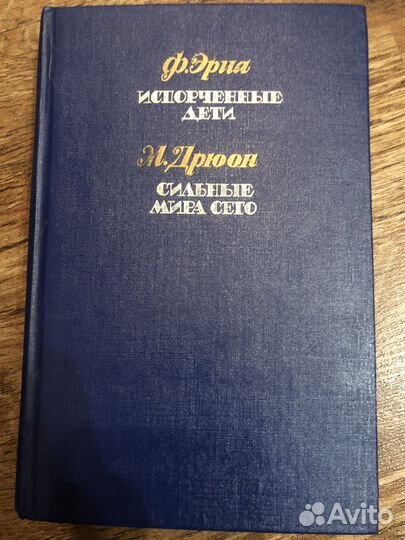 Ф. Эриа
ИСПОРЧЕННЫЕ
ДЕТИ
М. Дрюон
СИЛЬНЫЕ
МИРА СЕГО
Avito